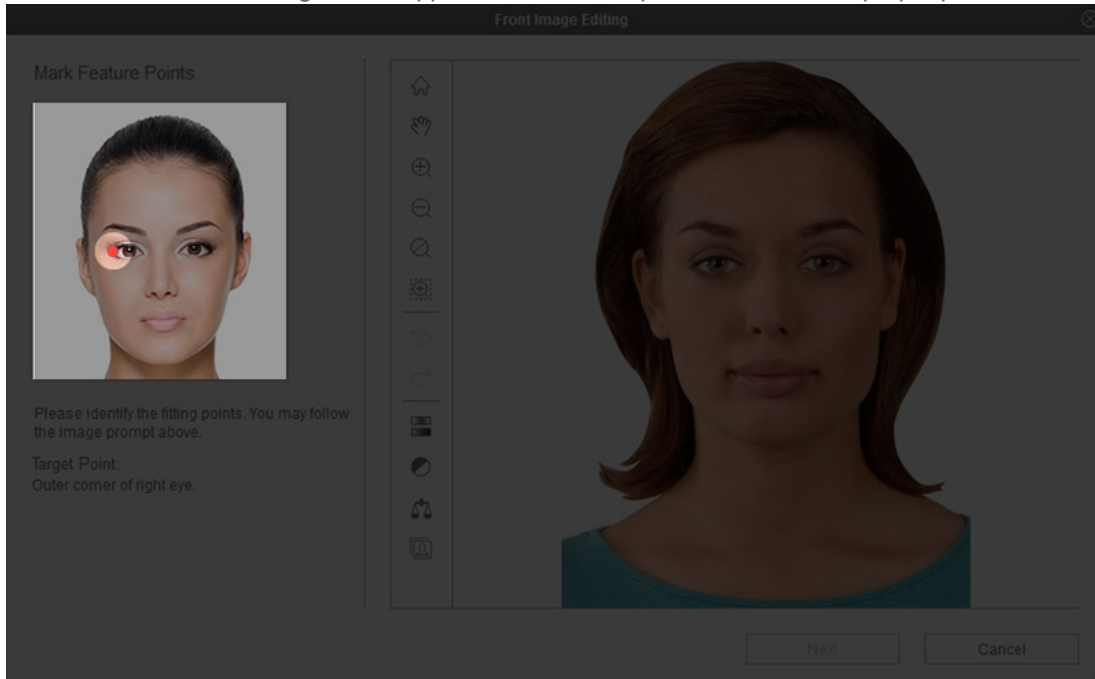 Front Image Editing
Mark Feature Points
Please identify the fitting points. You may follow
the image prompt above.
Target Point:
Outer corner of right eye.
Next
Cancel